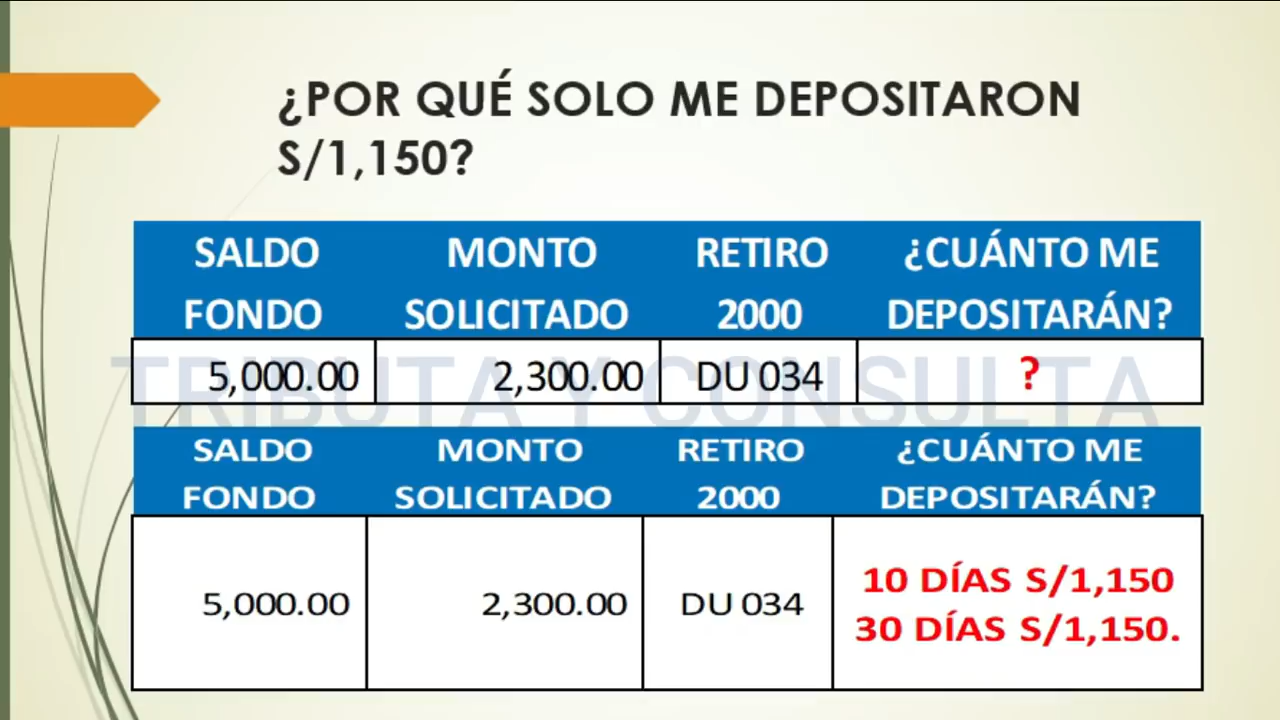 ¿POR QUÉ SOLO ME DEPOSITARON
S/1,150?
SALDO FONDO MONTO SOLICITADO RETIRO 2000 ¿CUÁNTO ME DEPOSITARÁN?
5,000.00 2,300.00 DU 034 ?
TRIBUTA Y CONSULTA
SALDO FONDO MONTO SOLICITADO RETIRO 2000 ¿CUÁNTO ME DEPOSITARÁN?
5,000.00 2,300.00 DU 034 10 DÍAS S/1,150
30 DÍAS S/1,150.